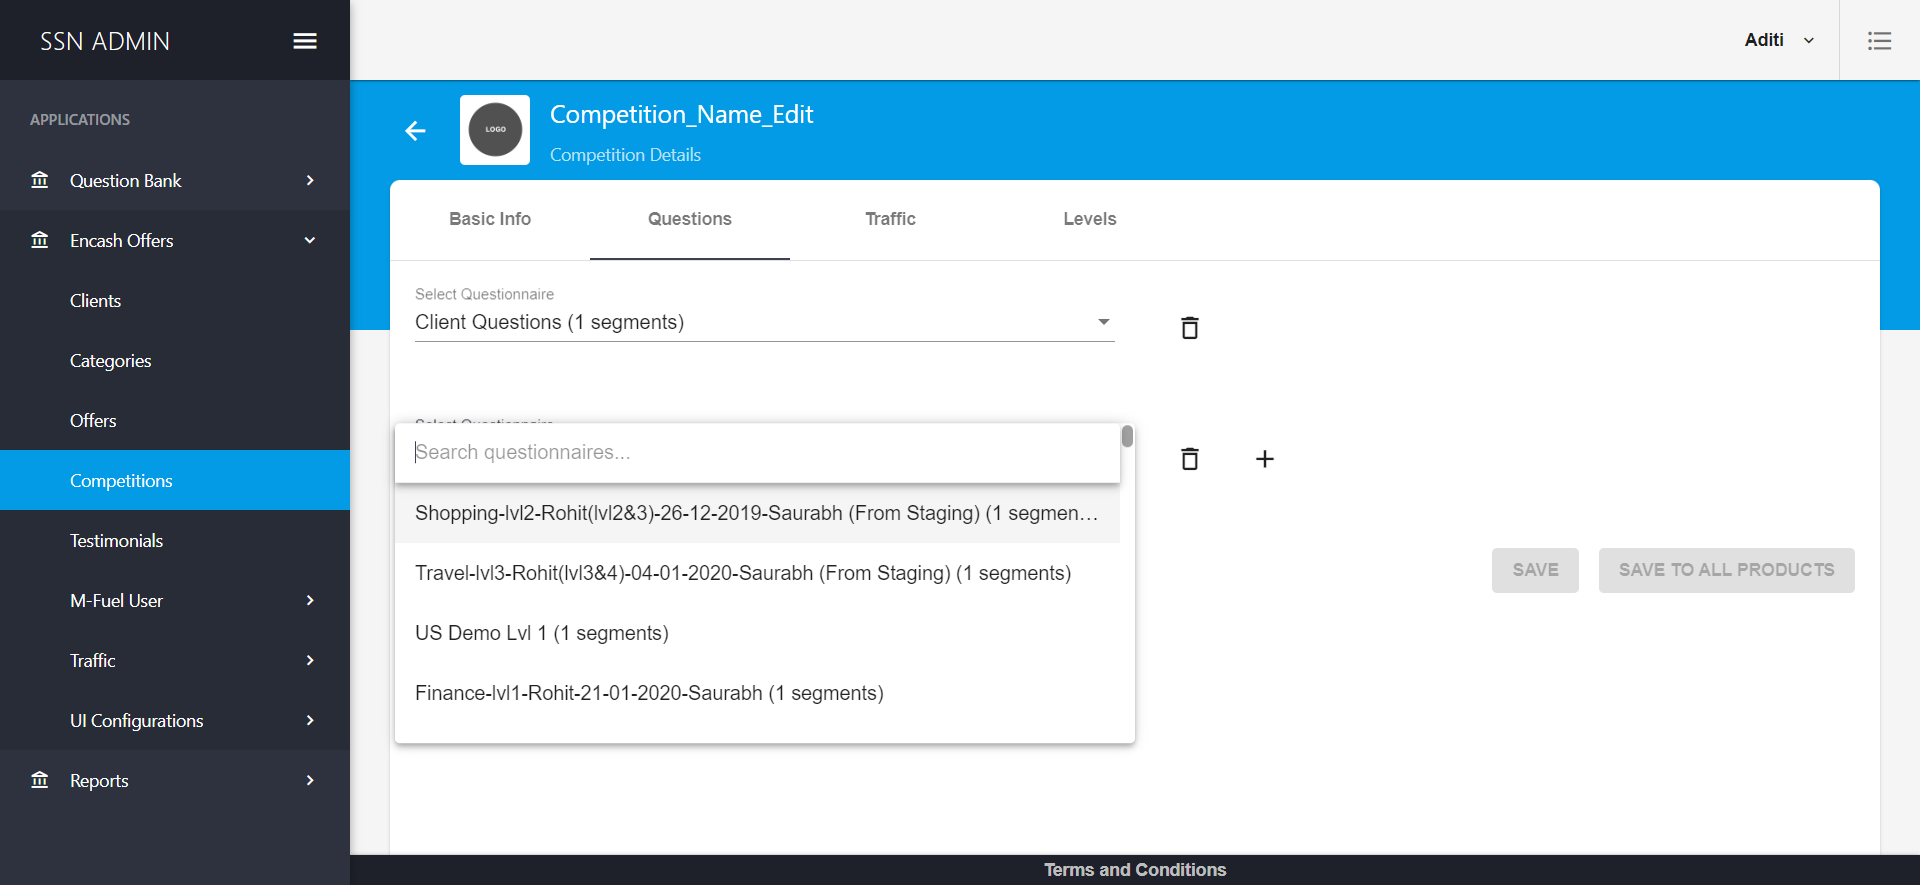 SSN ADMIN
Aditi
APPLICATIONS
Question Bank
Encash Offers
Clients
Categories
Offers
Competitions
Testimonials
M-Fuel User
Traffic
UI Configurations
Reports
LOGO
Competition_Name_Edit
Competition Details
Basic Info
Questions
Traffic
Levels
Select Questionnaire
Client Questions (1 segments)
Select Questionnaire
Search questionnaires...
Shopping-lvl2-Rohit(lvl2&3)-26-12-2019-Saurabh (From Staging) (1 segmen...
Travel-lvl3-Rohit(lvl3&4)-04-01-2020-Saurabh (From Staging) (1 segments)
US Demo Lvl 1 (1 segments)
Finance-lvl1-Rohit-21-01-2020-Saurabh (1 segments)
SAVE
SAVE TO ALL PRODUCTS
Terms and Conditions